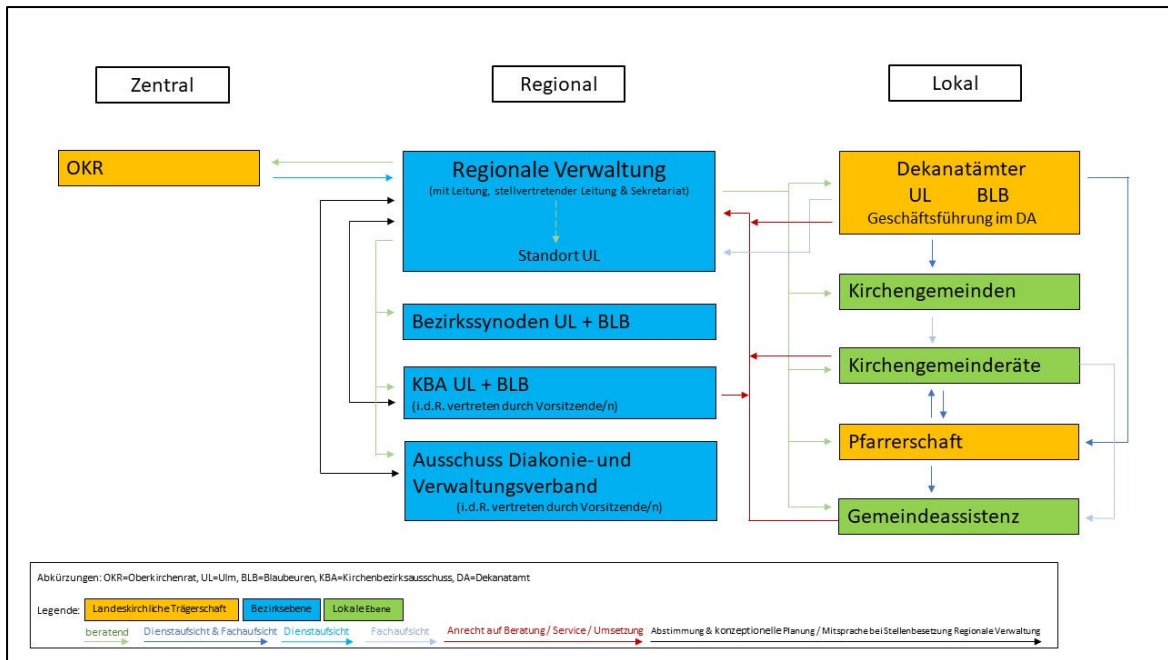 Zentral
Regional
Lokal
OKR
Regionale Verwaltung
(mit Leitung, stellvertretender Leitung & Sekretariat)
Standort UL
Bezirkssynoden UL + BLB
KBA UL + BLB
(i.d.R. vertreten durch Vorsitzende/n)
Ausschuss Diakonie- und
Verwaltungsverband
(i.d.R. vertreten durch Vorsitzende/n)
Dekanatämter
UL BLB
Geschäftsführung im DA
Kirchengemeinden
Kirchengemeinderäte
Pfarrerschaft
Gemeindeassistenz
Abkürzungen: OKR=Oberkirchenrat, UL=Ulm, BLB=Blaubeuren, KBA=Kirchenbezirksausschuss, DA=Dekanatamt
Legende: Landeskirchliche Trägerschaft Bezirksebene Lokale Ebene
beratend Dienstaufsicht & Fachaufsicht Dienstaufsicht Fachaufsicht Anrecht auf Beratung / Service / Umsetzung Abstimmung & konzeptionelle Planung / Mitsprache bei Stellenbesetzung Regionale Verwaltung